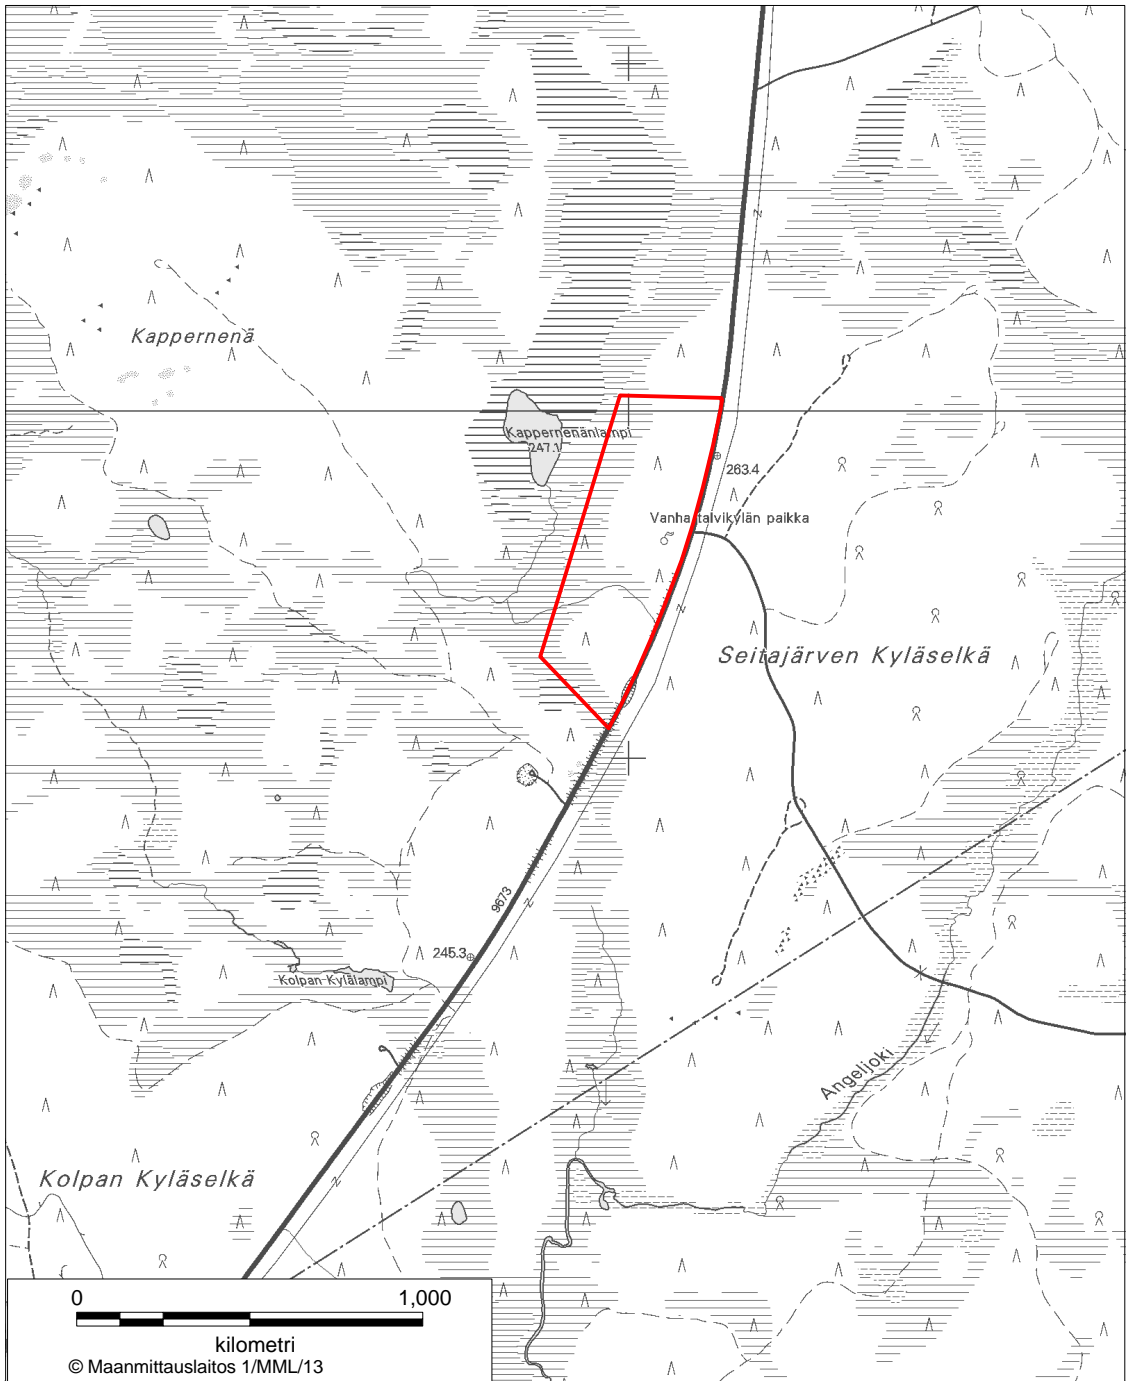 Kappernenä
Kappernenänlampi
247.1
263.4
Vanha talvikylän paikka
Seitajärven Kyläselkä
9673
245.3
Kolpan Kylälampi
Angeljoki
Kolpan Kyläselkä
0 1,000
kilometri
© Maanmittauslaitos 1/MML/13